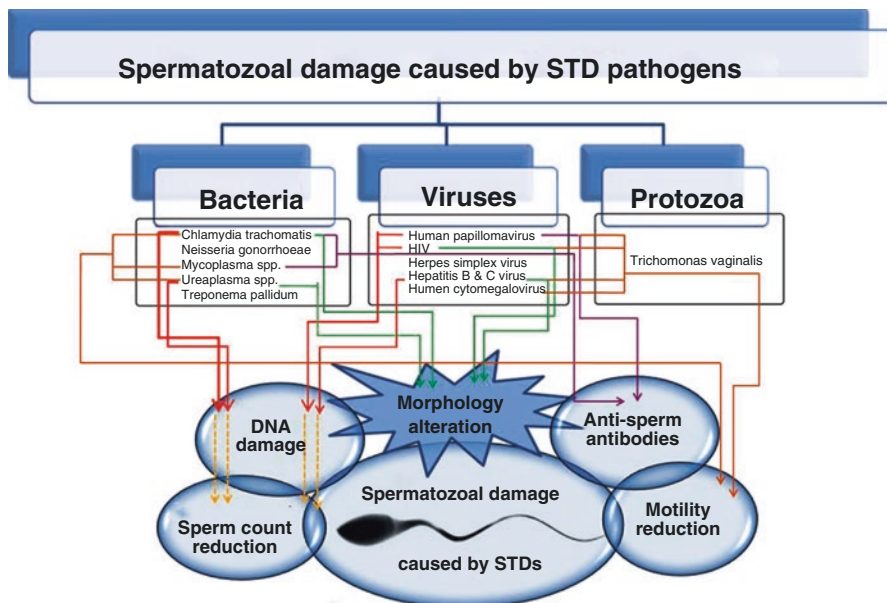 Spermatozoal damage caused by STD pathogens
Bacteria
Viruses
Protozoa
Chlamydia trachomatis
Neisseria gonorrhoeae
Mycoplasma spp.
Ureaplasma spp.
Treponema pallidum
Human papillomavirus
HIV
Herpes simplex virus
Hepatitis B & C virus
Humen cytomegalovirus
Trichomonas vaginalis
DNA
damage
Morphology
alteration
Anti-sperm
antibodies
Sperm count
reduction
Spermatozoal damage
caused by STDs
Motility
reduction